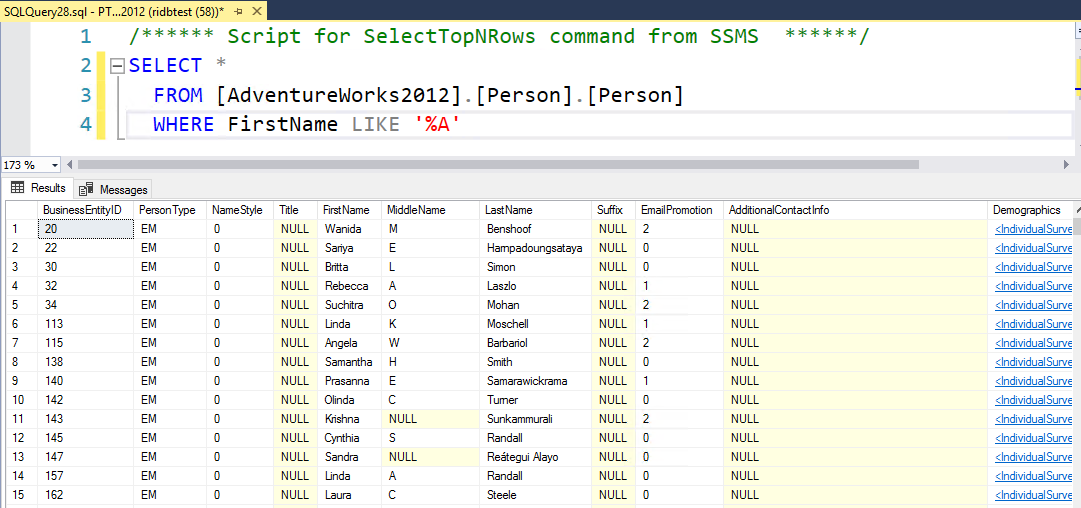 SQLQuery28.sql - PT...2012 (ridbtest (58))*
1 /****** Script for SelectTopNRows command from SSMS ******/
2 SELECT *
3 FROM [AdventureWorks2012].[Person].[Person]
4 WHERE FirstName LIKE '%A'
173 %
Results Messages
BusinessEntityID PersonType NameStyle Title FirstName MiddleName LastName Suffix EmailPromotion AdditionalContactInfo Demographics
1 20 EM 0 NULL Wanida M Benshoof NULL 2 NULL <IndividualSurve
2 22 EM 0 NULL Sariya E Hampadoungsataya NULL 0 NULL <IndividualSurve
3 30 EM 0 NULL Britta L Simon NULL 0 NULL <IndividualSurve
4 32 EM 0 NULL Rebecca A Laszlo NULL 1 NULL <IndividualSurve
5 34 EM 0 NULL Suchitra O Mohan NULL 2 NULL <IndividualSurve
6 113 EM 0 NULL Linda K Moschell NULL 1 NULL <IndividualSurve
7 115 EM 0 NULL Angela W Barbariol NULL 2 NULL <IndividualSurve
8 138 EM 0 NULL Samantha H Smith NULL 0 NULL <IndividualSurve
9 140 EM 0 NULL Prasanna E Samarawickrama NULL 1 NULL <IndividualSurve
10 142 EM 0 NULL Olinda C Turner NULL 0 NULL <IndividualSurve
11 143 EM 0 NULL Krishna NULL Sunkammurali NULL 2 NULL <IndividualSurve
12 145 EM 0 NULL Cynthia S Randall NULL 0 NULL <IndividualSurve
13 147 EM 0 NULL Sandra NULL Reátegui Alayo NULL 0 NULL <IndividualSurve
14 157 EM 0 NULL Linda A Randall NULL 0 NULL <IndividualSurve
15 162 EM 0 NULL Laura C Steele NULL 0 NULL <IndividualSurve